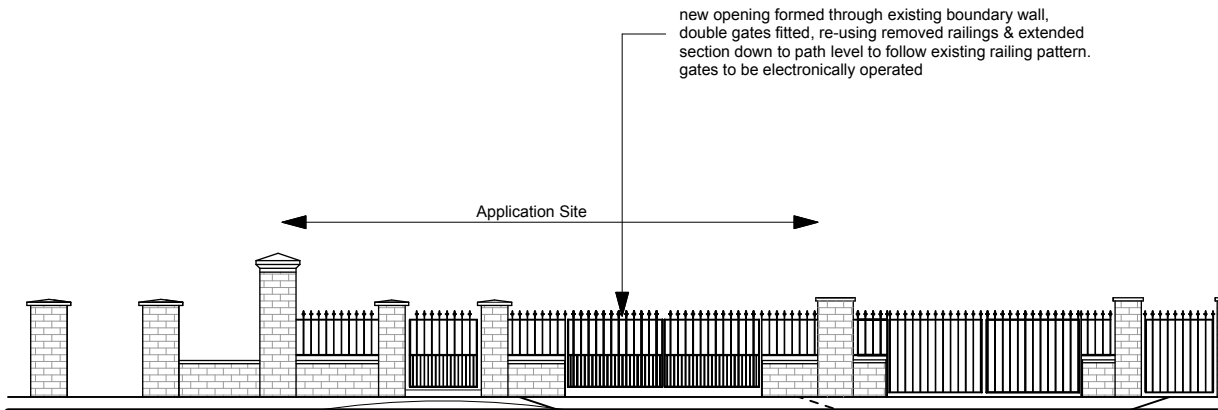 new opening formed through existing boundary wall,
double gates fitted, re-using removed railings & extended
section down to path level to follow existing railing pattern.
gates to be electronically operated
Application Site